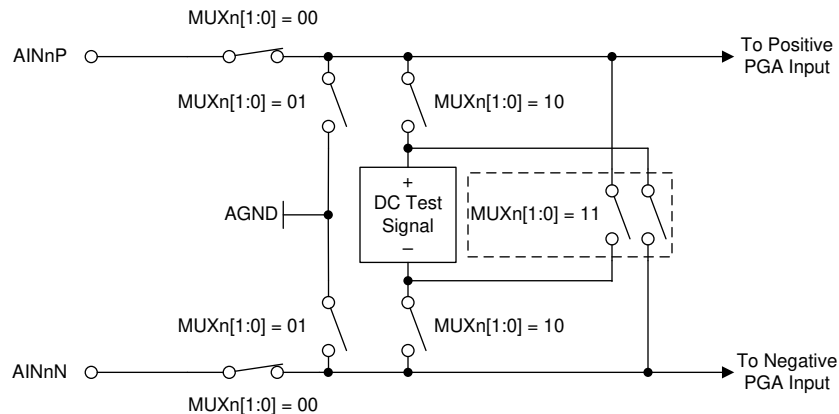 MUXn[1:0] = 00
AINnP
To Positive
PGA Input
MUXn[1:0] = 01
MUXn[1:0] = 10
+
DC Test
Signal
–
AGND
MUXn[1:0] = 11
MUXn[1:0] = 01
MUXn[1:0] = 10
AINnN
To Negative
PGA Input
MUXn[1:0] = 00